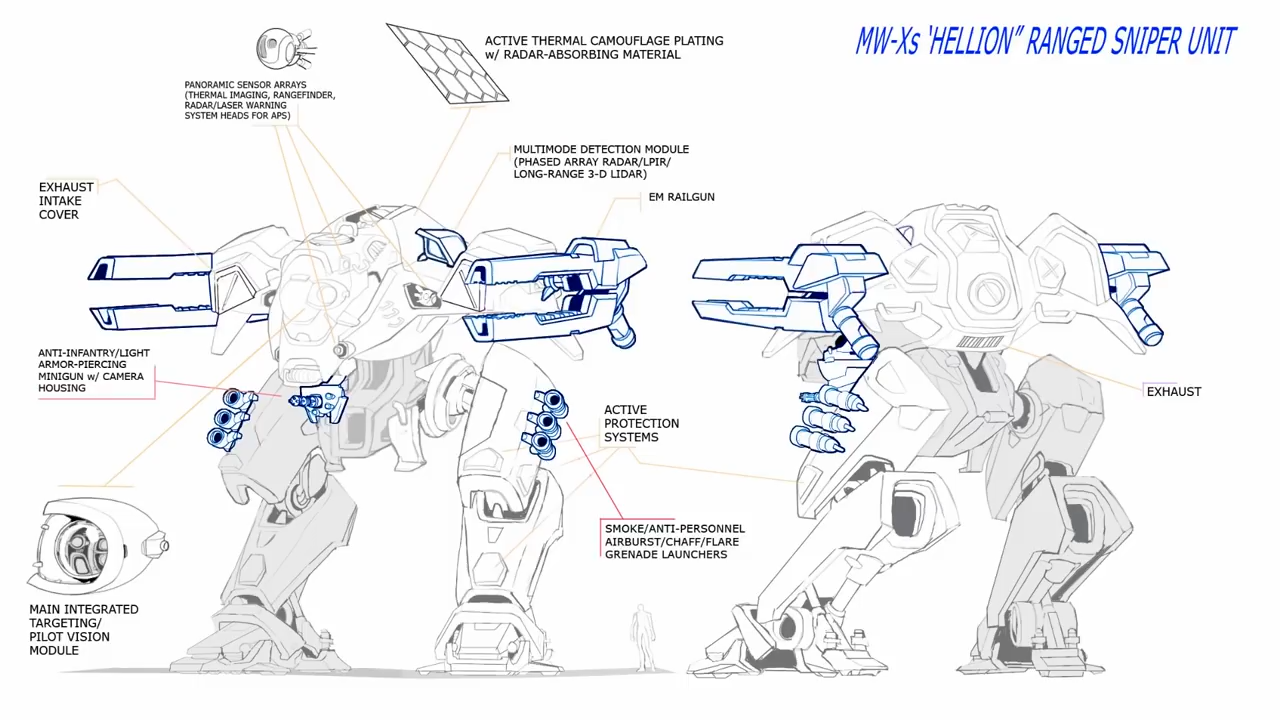 MW-Xs ‘HELLION” RANGED SNIPER UNIT
ACTIVE THERMAL CAMOUFLAGE PLATING
w/ RADAR-ABSORBING MATERIAL
PANORAMIC SENSOR ARRAYS
(THERMAL IMAGING, RANGEFINDER,
RADAR/LASER WARNING
SYSTEM HEADS FOR APS)
MULTIMODE DETECTION MODULE
(PHASED ARRAY RADAR/LPIR/
LONG-RANGE 3-D LIDAR)
EXHAUST
INTAKE
COVER
EM RAILGUN
ANTI-INFANTRY/LIGHT
ARMOR-PIERCING
MINIGUN w/ CAMERA
HOUSING
EXHAUST
ACTIVE
PROTECTION
SYSTEMS
SMOKE/ANTI-PERSONNEL
AIRBURST/CHAFF/FLARE
GRENADE LAUNCHERS
MAIN INTEGRATED
TARGETING/
PILOT VISION
MODULE